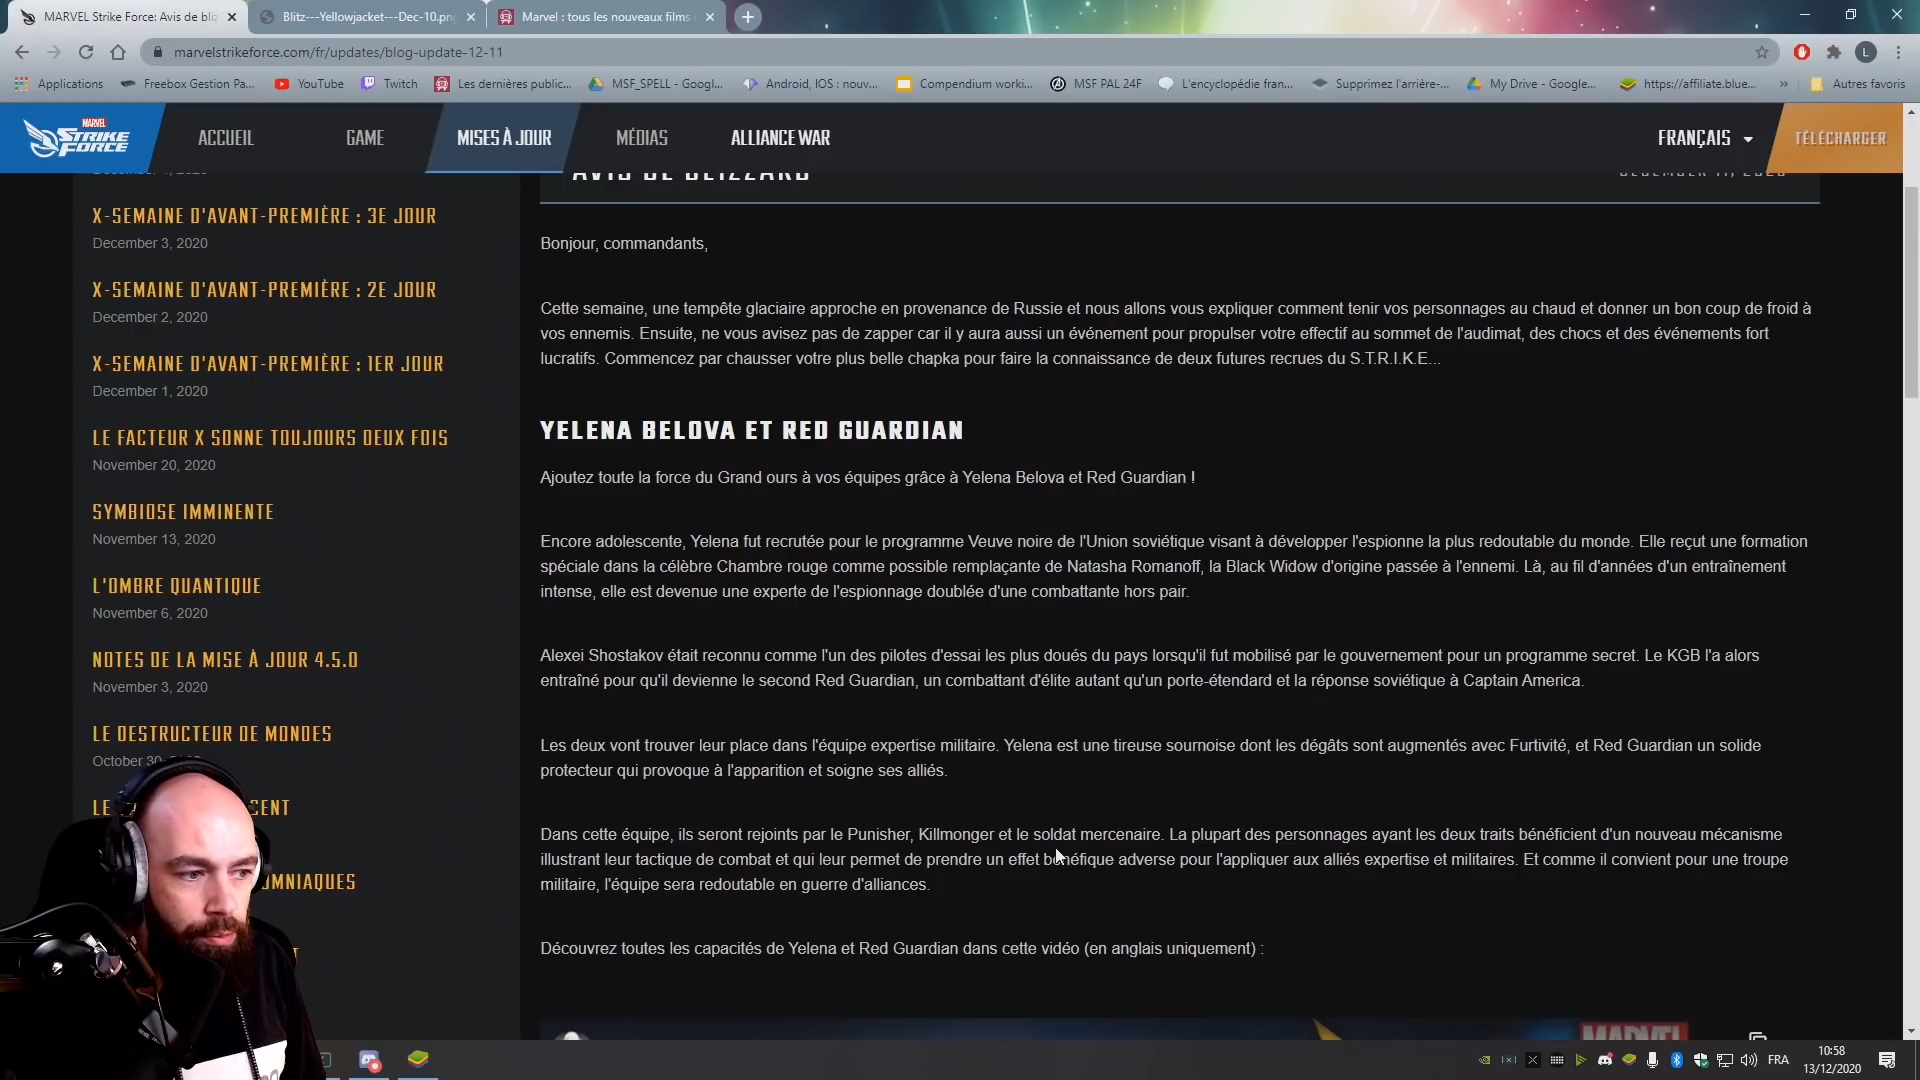 MARVEL Strike Force: Avis de bliz
Blitz---Yellowjacket---Dec-10.png
Marvel : tous les nouveaux films
marvelstrikeforce.com/fr/updates/blog-update-12-11
L
Applications
Freebox Gestion Pa...
YouTube
Twitch
Les dernières public...
MSF_SPELL - Googl...
Android, IOS : nouv...
Compendium worki...
MSF PAL 24F
L'encyclopédie fran...
Supprimez l'arrière-...
My Drive - Google...
https://affiliate.blue...
»
Autres favoris
MARVEL
STRIKE
FORCE
ACCUEIL
GAME
MISES À JOUR
MÉDIAS
ALLIANCE WAR
FRANÇAIS
TÉLÉCHARGER
AVIS DE BLIZZARD
DECEMBER 11, 2020
X-SEMAINE D'AVANT-PREMIÈRE : 3E JOUR
December 3, 2020
X-SEMAINE D'AVANT-PREMIÈRE : 2E JOUR
December 2, 2020
X-SEMAINE D'AVANT-PREMIÈRE : 1ER JOUR
December 1, 2020
LE FACTEUR X SONNE TOUJOURS DEUX FOIS
November 20, 2020
SYMBIOSE IMMINENTE
November 13, 2020
L'OMBRE QUANTIQUE
November 6, 2020
NOTES DE LA MISE À JOUR 4.5.0
November 3, 2020
LE DESTRUCTEUR DE MONDES
October 30,
LE
CENT
OMNIAQUES
Bonjour, commandants,
Cette semaine, une tempête glaciaire approche en provenance de Russie et nous allons vous expliquer comment tenir vos personnages au chaud et donner un bon coup de froid à
vos ennemis. Ensuite, ne vous avisez pas de zapper car il y aura aussi un événement pour propulser votre effectif au sommet de l'audimat, des chocs et des événements fort
lucratifs. Commencez par chausser votre plus belle chapka pour faire la connaissance de deux futures recrues du S.T.R.I.K.E...
YELENA BELOVA ET RED GUARDIAN
Ajoutez toute la force du Grand ours à vos équipes grâce à Yelena Belova et Red Guardian !
Encore adolescente, Yelena fut recrutée pour le programme Veuve noire de l'Union soviétique visant à développer l'espionne la plus redoutable du monde. Elle reçut une formation
spéciale dans la célèbre Chambre rouge comme possible remplaçante de Natasha Romanoff, la Black Widow d'origine passée à l'ennemi. Là, au fil d'années d'un entraînement
intense, elle est devenue une experte de l'espionnage doublée d'une combattante hors pair.
Alexei Shostakov était reconnu comme l'un des pilotes d'essai les plus doués du pays lorsqu'il fut mobilisé par le gouvernement pour un programme secret. Le KGB l'a alors
entraîné pour qu'il devienne le second Red Guardian, un combattant d'élite autant qu'un porte-étendard et la réponse soviétique à Captain America.
Les deux vont trouver leur place dans l'équipe expertise militaire. Yelena est une tireuse sournoise dont les dégâts sont augmentés avec Furtivité, et Red Guardian un solide
protecteur qui provoque à l'apparition et soigne ses alliés.
Dans cette équipe, ils seront rejoints par le Punisher, Killmonger et le soldat mercenaire. La plupart des personnages ayant les deux traits bénéficient d'un nouveau mécanisme
illustrant leur tactique de combat et qui leur permet de prendre un effet bénéfique adverse pour l'appliquer aux alliés expertise et militaires. Et comme il convient pour une troupe
militaire, l'équipe sera redoutable en guerre d'alliances.
Découvrez toutes les capacités de Yelena et Red Guardian dans cette vidéo (en anglais uniquement) :
MARVEL
FRA
10:58
13/12/2020